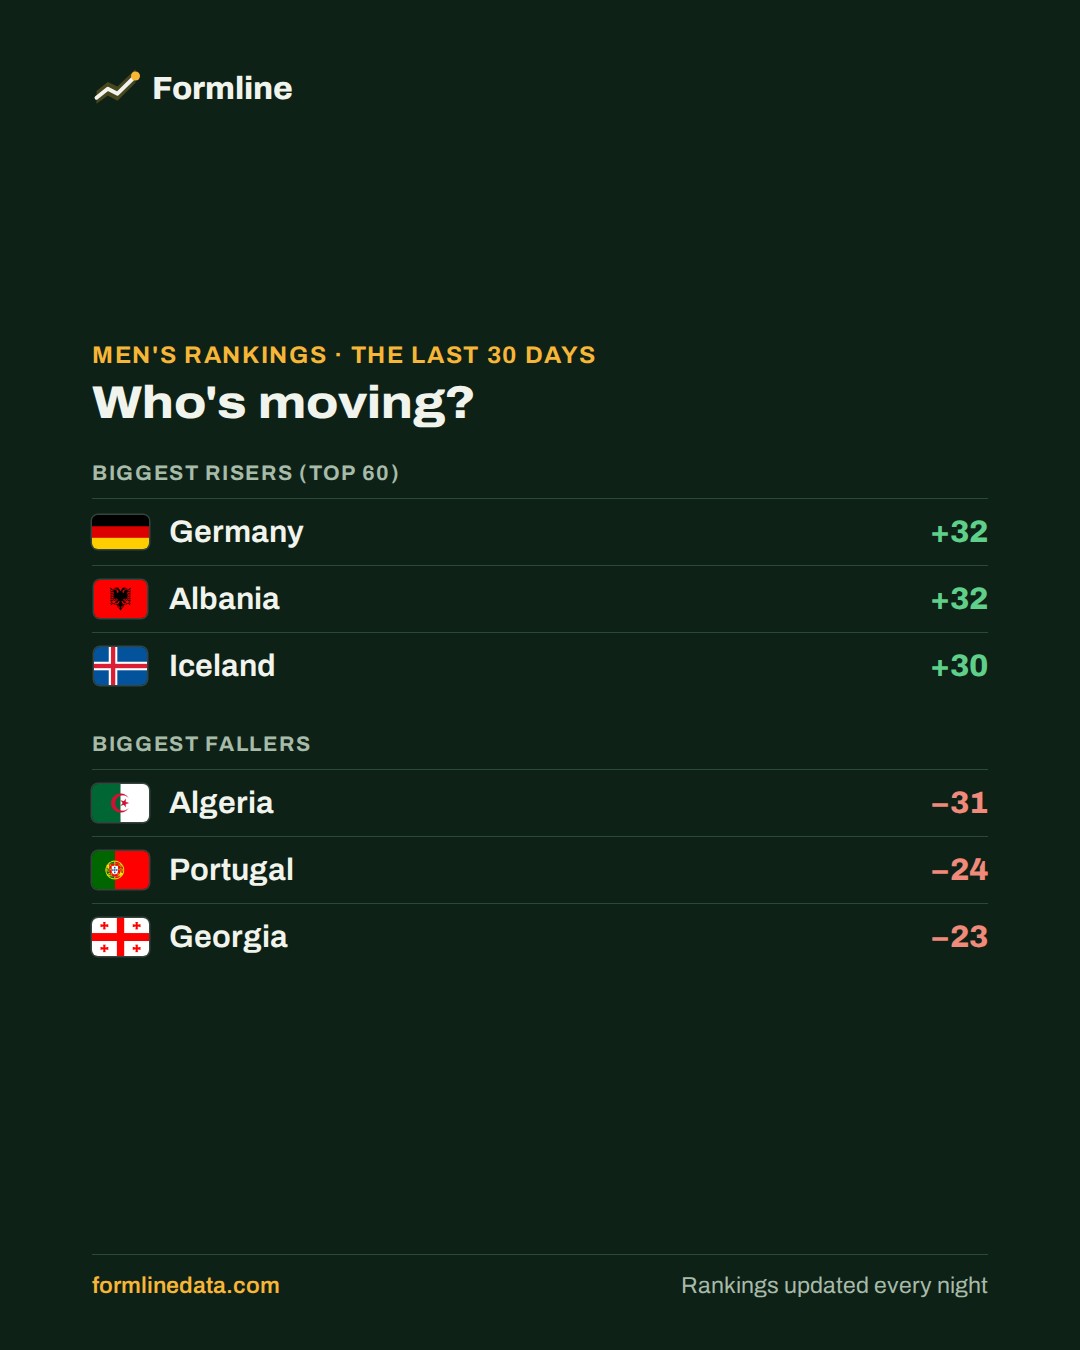 Formline
MEN'S RANKINGS · THE LAST 30 DAYS
Who's moving?
BIGGEST RISERS (TOP 60)
Germany +32
Albania +32
Iceland +30
BIGGEST FALLERS
Algeria −31
Portugal −24
Georgia −23
formlinedata.com Rankings updated every night